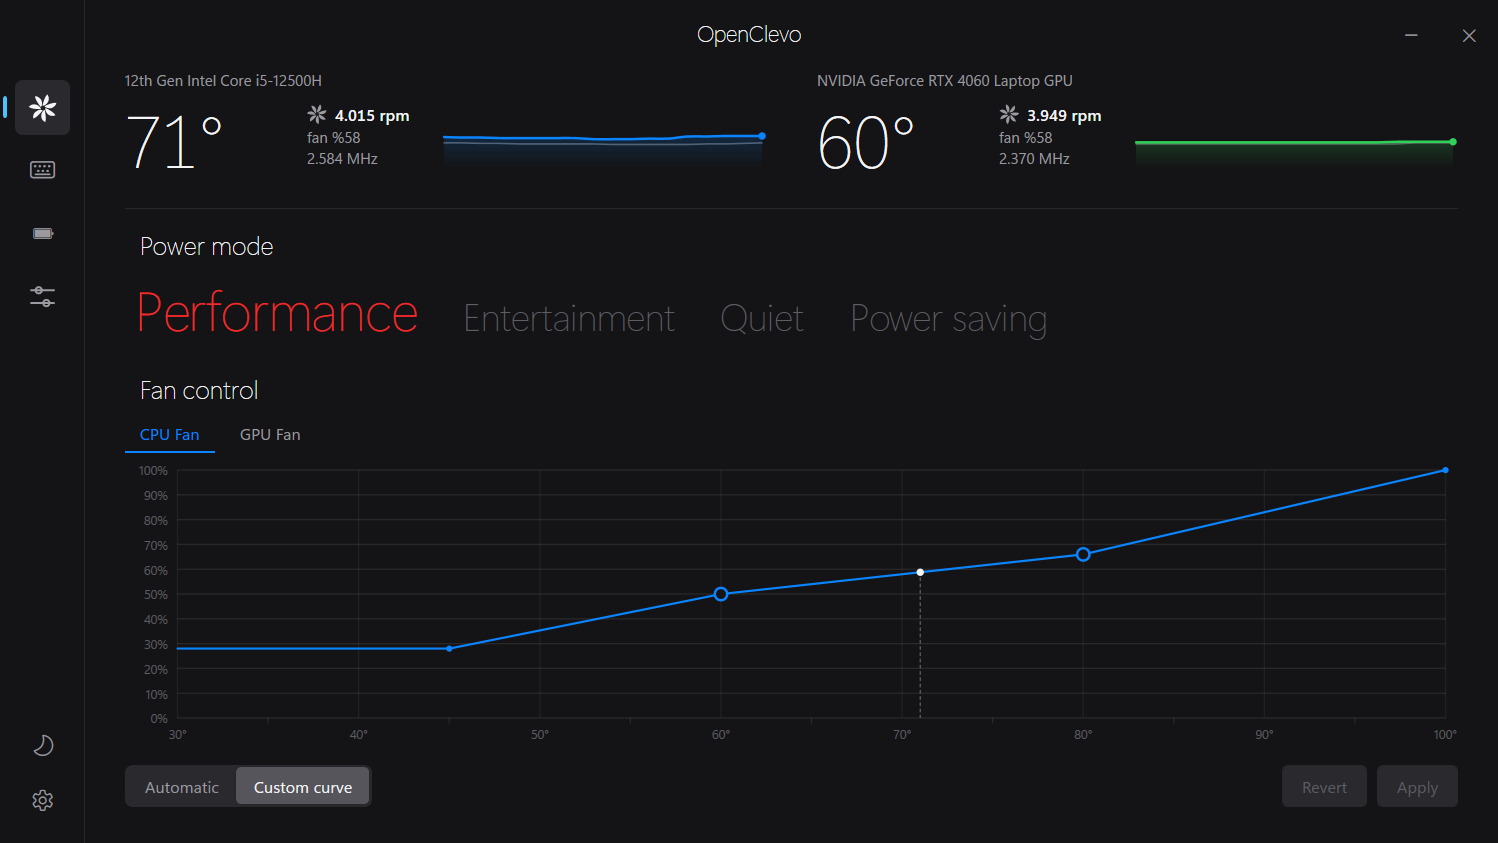 OpenClevo
12th Gen Intel Core i5-12500H
71°
4.015 rpm
fan %58
2.584 MHz
NVIDIA GeForce RTX 4060 Laptop GPU
60°
3.949 rpm
fan %58
2.370 MHz
Power mode
Performance Entertainment Quiet Power saving
Fan control
CPU Fan GPU Fan
100%
90%
80%
70%
60%
50%
40%
30%
20%
10%
0%
30° 40° 50° 60° 70° 80° 90° 100°
Automatic Custom curve Revert Apply